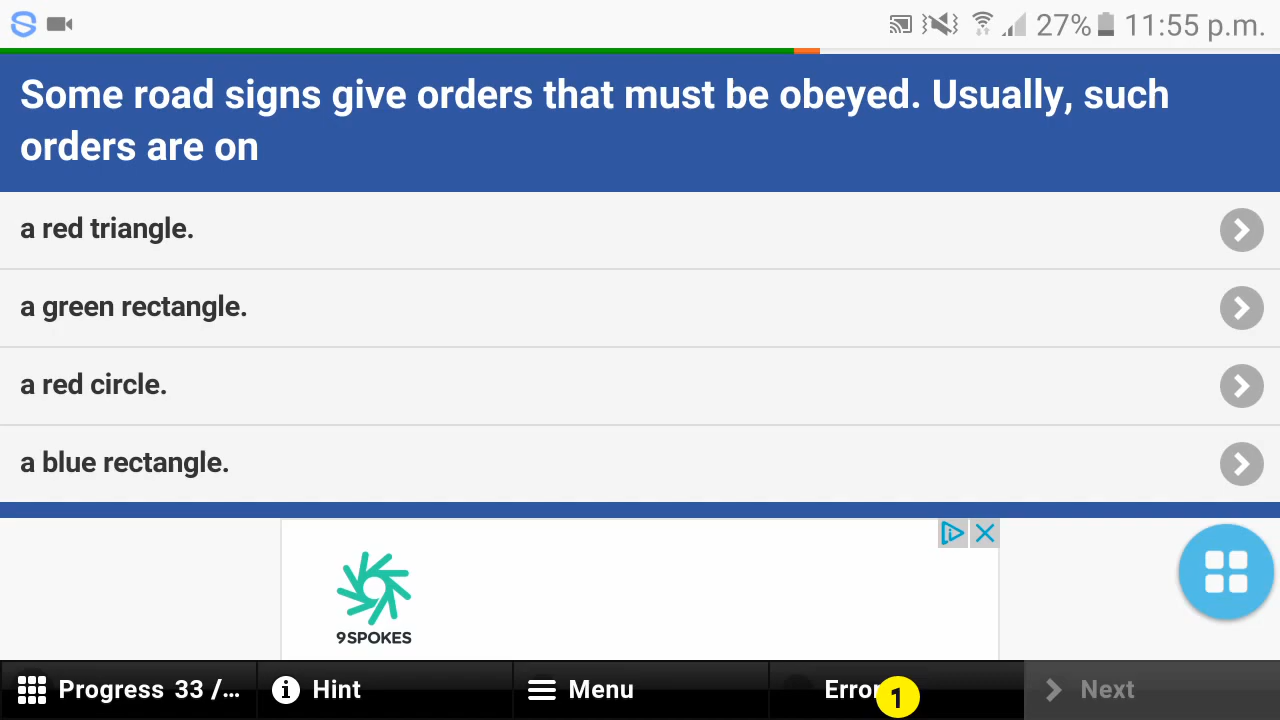 27% 11:55 p.m.
Some road signs give orders that must be obeyed. Usually, such
orders are on
a red triangle.
a green rectangle.
a red circle.
a blue rectangle.
9SPOKES
Progress 33 /... Hint Menu Error 1 Next